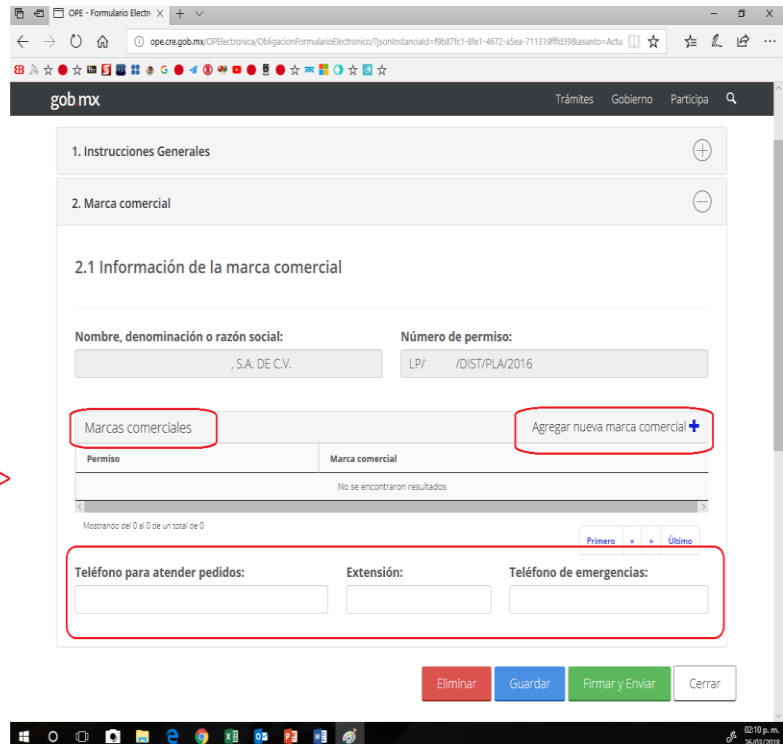 OPE - Formulario Electr
ope.cre.gob.mx/OPElectronica/ObligacionFormularioElectronico/?jsonInstanciaId=f9b87fc1-8fe1-4672-a5ea-711319fffd39&asunto=Actu
gob mx Trámites Gobierno Participa
1. Instrucciones Generales
2. Marca comercial
2.1 Información de la marca comercial
Nombre, denominación o razón social: Número de permiso:
, S.A. DE C.V. LP/ /DIST/PLA/2016
Marcas comerciales Agregar nueva marca comercial +
Permiso Marca comercial
No se encontraron resultados
Mostrando del 0 al 0 de un total de 0
Primero « » Último
Teléfono para atender pedidos: Extensión: Teléfono de emergencias:
Eliminar Guardar Firmar y Enviar Cerrar
02:10 p. m.
26/03/2018